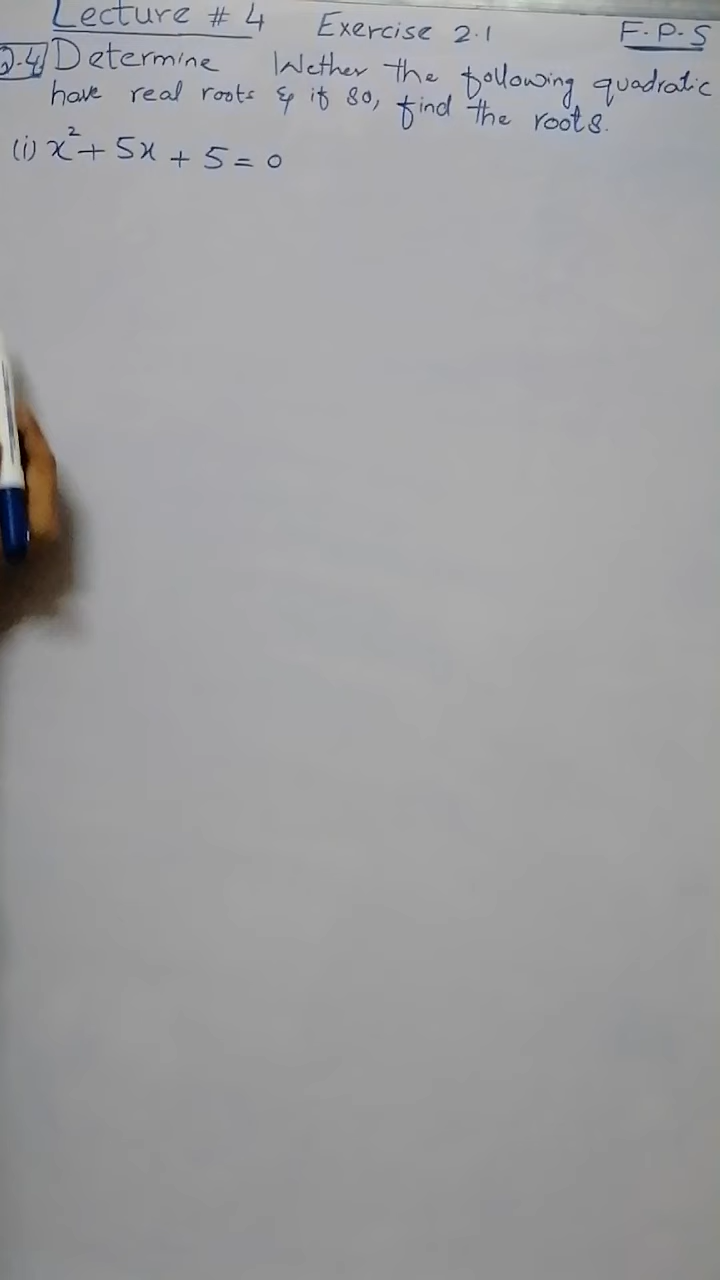 Lecture # 4 Exercise 2.1 F.P.S
Q.4 Determine Wether the following quadratic
have real roots & if so, find the roots.
(i) x² + 5x + 5 = 0